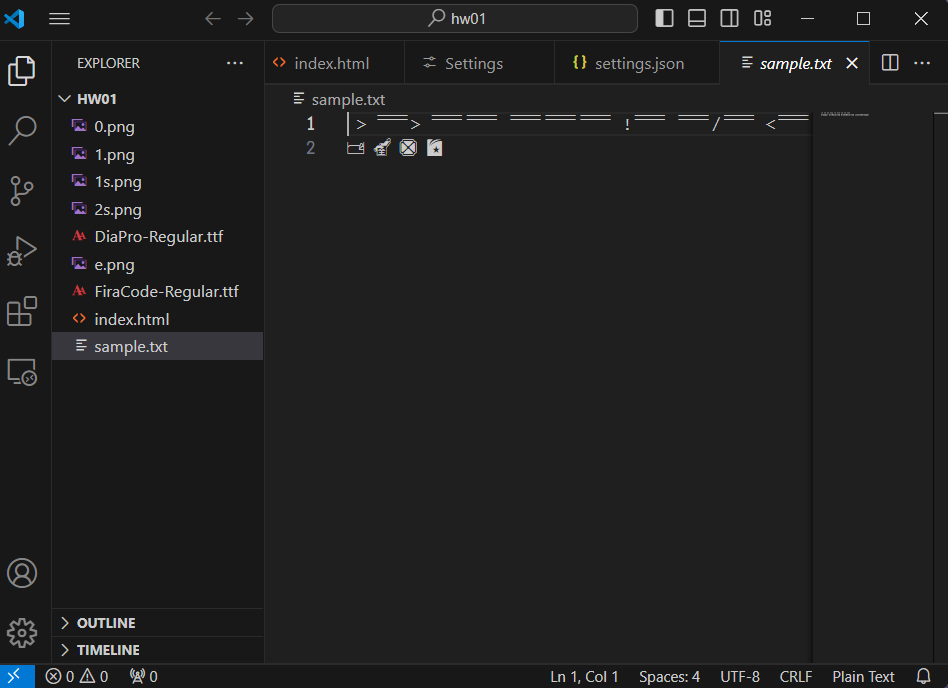 hw01
EXPLORER ...
index.html
Settings
{} settings.json
sample.txt
HW01
sample.txt
0.png
1
1.png
2
1s.png
2s.png
DiaPro-Regular.ttf
e.png
FiraCode-Regular.ttf
<> index.html
sample.txt
OUTLINE
TIMELINE
0 0 0 Ln 1, Col 1 Spaces: 4 UTF-8 CRLF Plain Text